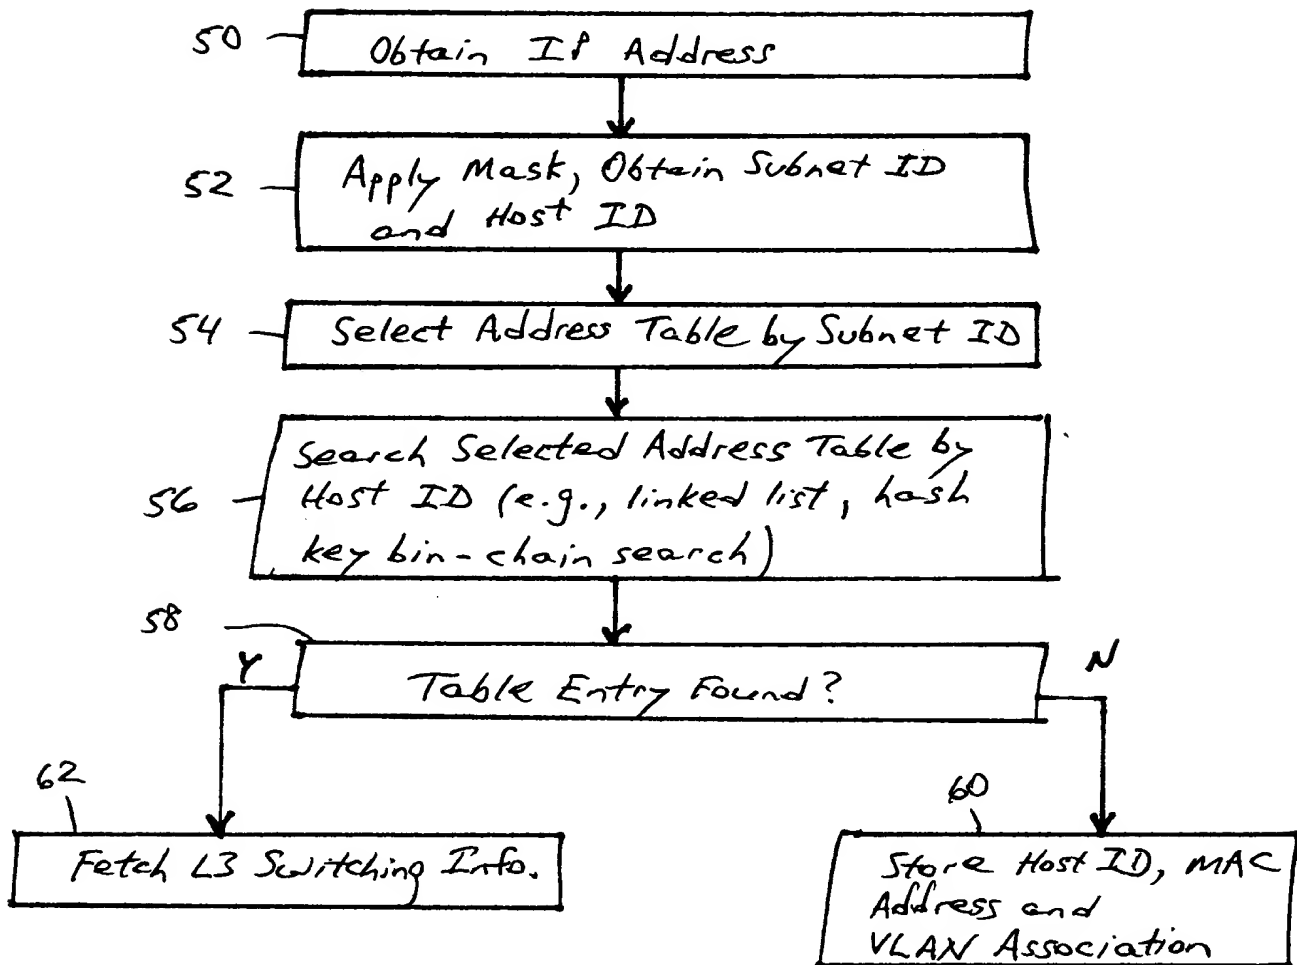 50
Obtain IP Address
52
Apply Mask, Obtain Subnet ID
and Host ID
54
Select Address Table by Subnet ID
56
Search Selected Address Table by
Host ID (e.g., linked list, hash
key bin-chain search)
58
Y
N
Table Entry Found?
62
60
Fetch L3 Switching Info.
Store Host ID, MAC
Address and
VLAN Association